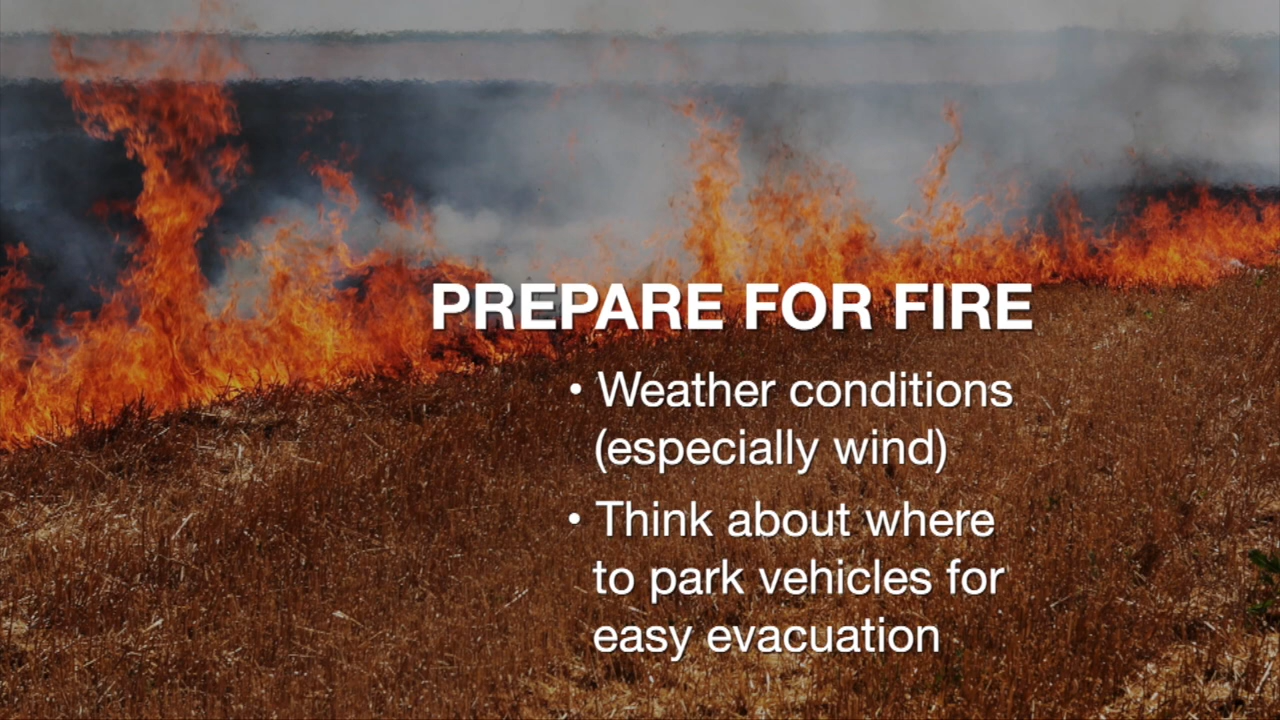 PREPARE FOR FIRE
• Weather conditions
(especially wind)
• Think about where
to park vehicles for
easy evacuation